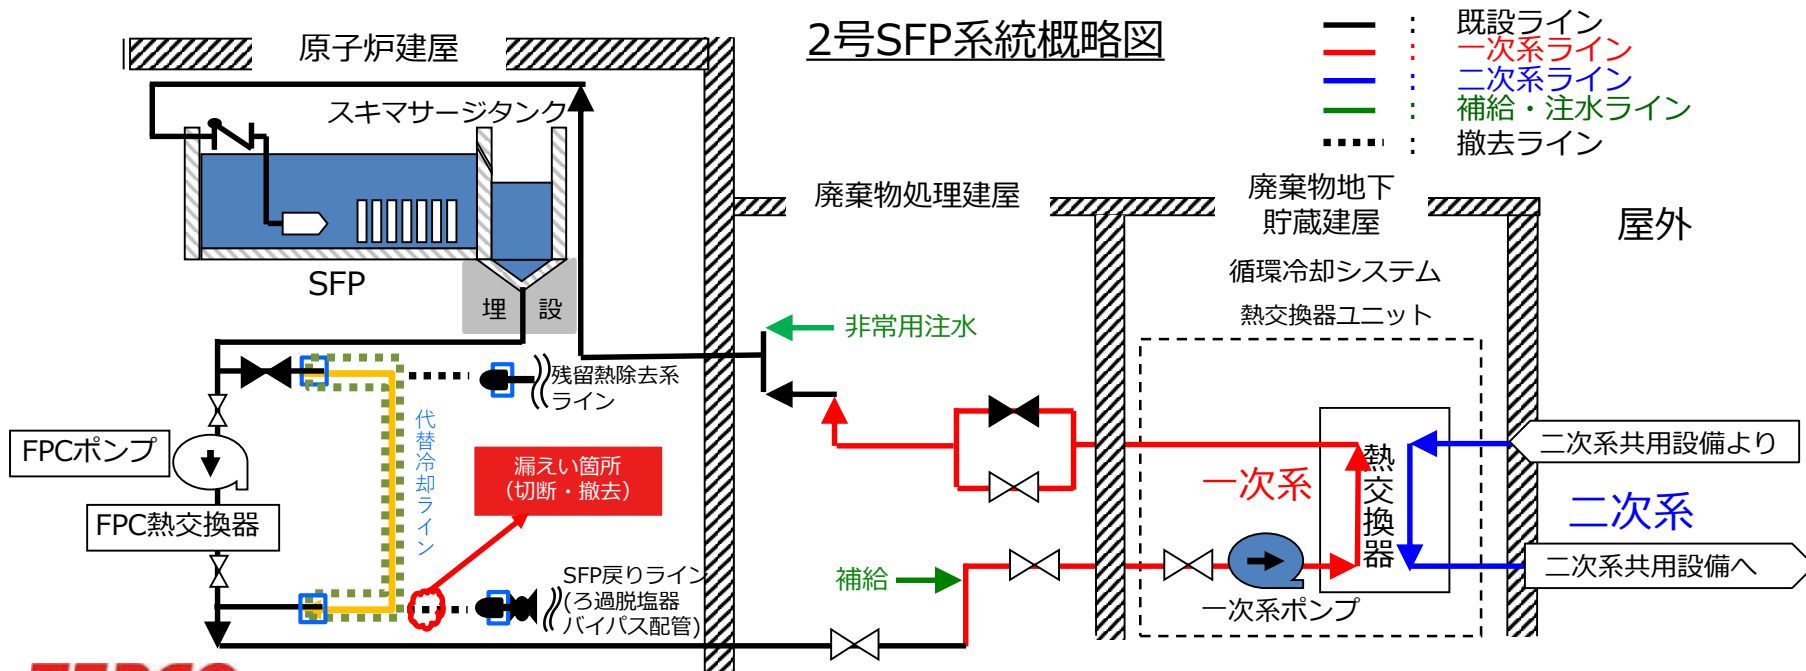 2号SFP系統概略図
: 既設ライン
: 一次系ライン
: 二次系ライン
: 補給・注水ライン
: 撤去ライン
原子炉建屋
スキマサージタンク
SFP
埋 設
廃棄物処理建屋
廃棄物地下
貯蔵建屋
屋外
循環冷却システム
熱交換器ユニット
非常用注水
残留熱除去系
ライン
代替冷却ライン
FPCポンプ
FPC熱交換器
漏えい箇所
(切断・撤去)
SFP戻りライン
(ろ過脱塩器
バイパス配管)
補給
一次系
熱交換器
一次系ポンプ
二次系共用設備より
二次系
二次系共用設備へ
TEPCO